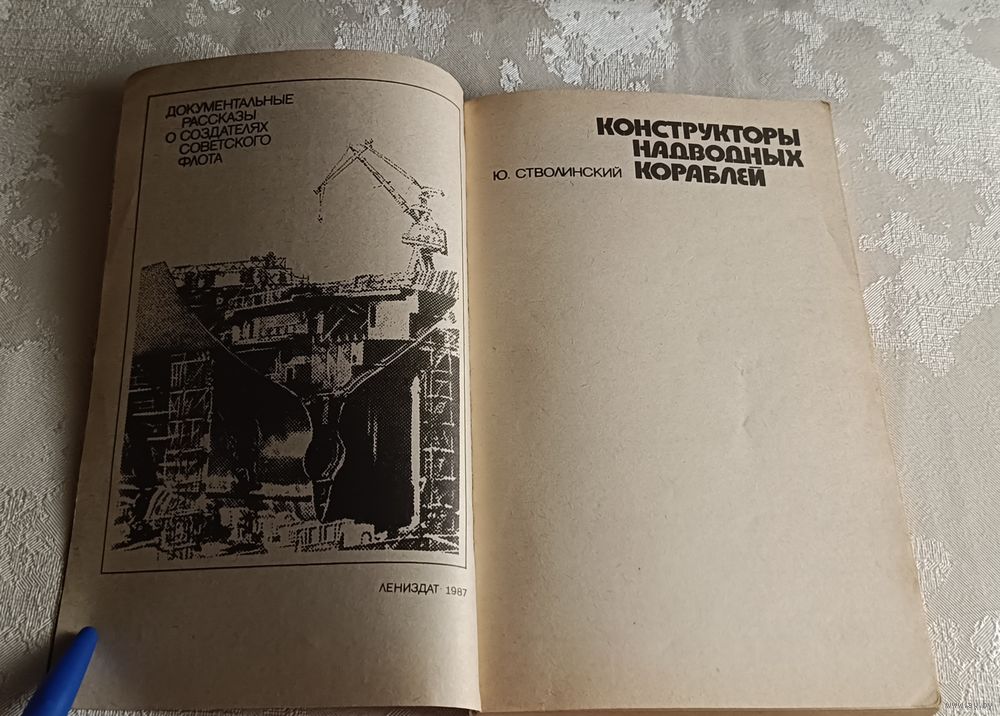 ДОКУМЕНТАЛЬНЫЕ
РАССКАЗЫ
О СОЗДАТЕЛЯХ
СОВЕТСКОГО
ФЛОТА
ЛЕНИЗДАТ · 1987
КОНСТРУКТОРЫ
НАДВОДНЫХ
Ю. СТВОЛИНСКИЙ КОРАБЛЕЙ